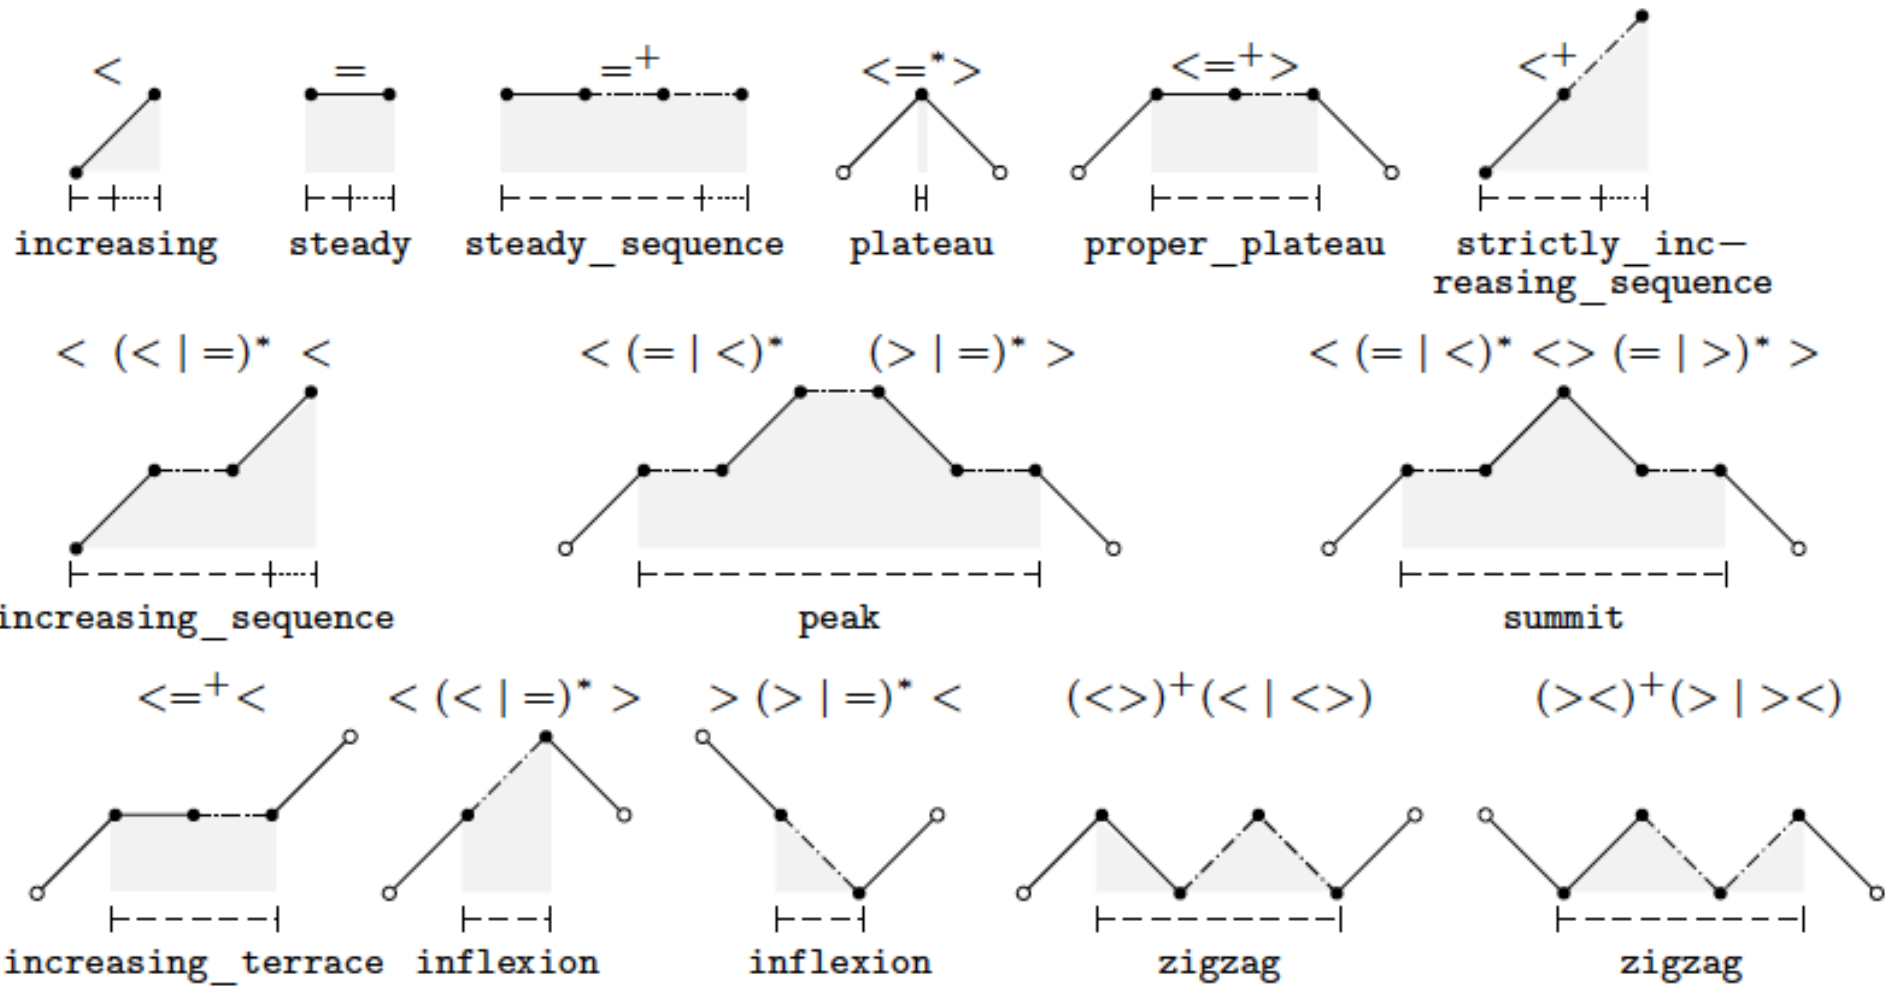 < = =⁺ <=*> <=⁺> <⁺
increasing steady steady_sequence plateau proper_plateau strictly_inc−
reasing_sequence
< (< | =)* < < (= | <)* (> | =)* > < (= | <)* <> (= | >)* >
increasing_sequence peak summit
<=⁺< < (< | =)* > > (> | =)* < (<>)⁺(< | <>) (><)⁺(> | ><)
increasing_terrace inflexion inflexion zigzag zigzag